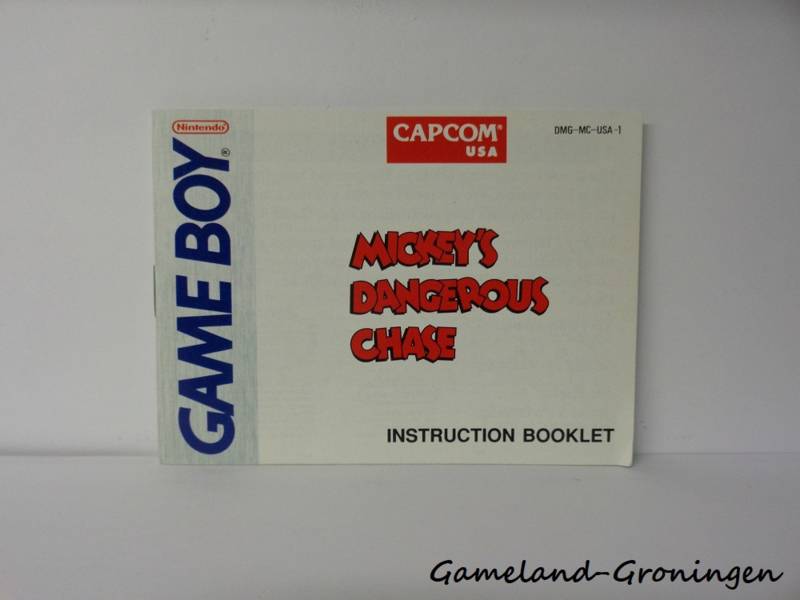 Nintendo®
GAME BOY®
CAPCOM®
USA
DMG-MC-USA-1
MICKEY'S
DANGEROUS
CHASE
INSTRUCTION BOOKLET
Gameland-Groningen